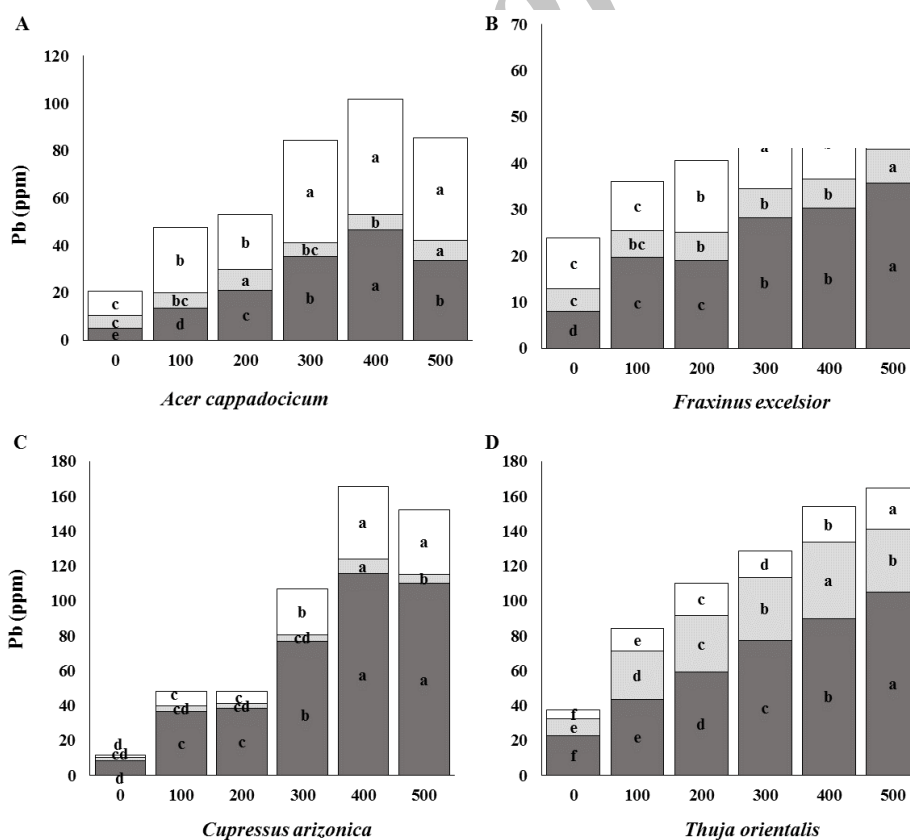 A
Pb (ppm)
120
100
80
60
40
20
0
c
c
e
b
bc
d
b
a
c
a
bc
b
a
b
a
a
a
b
0 100 200 300 400 500
Acer cappadocicum
B
70
60
50
40
30
20
10
0
c
c
d
c
bc
c
b
b
c
a
b
b
b
b
a
a
0 100 200 300 400 500
Fraxinus excelsior
C
Pb (ppm)
180
160
140
120
100
80
60
40
20
0
d
cd
d
c
cd
c
c
cd
c
b
cd
b
a
a
a
a
b
a
0 100 200 300 400 500
Cupressus arizonica
D
180
160
140
120
100
80
60
40
20
0
f
e
f
e
d
e
c
c
d
d
b
c
b
a
b
a
b
a
0 100 200 300 400 500
Thuja orientalis